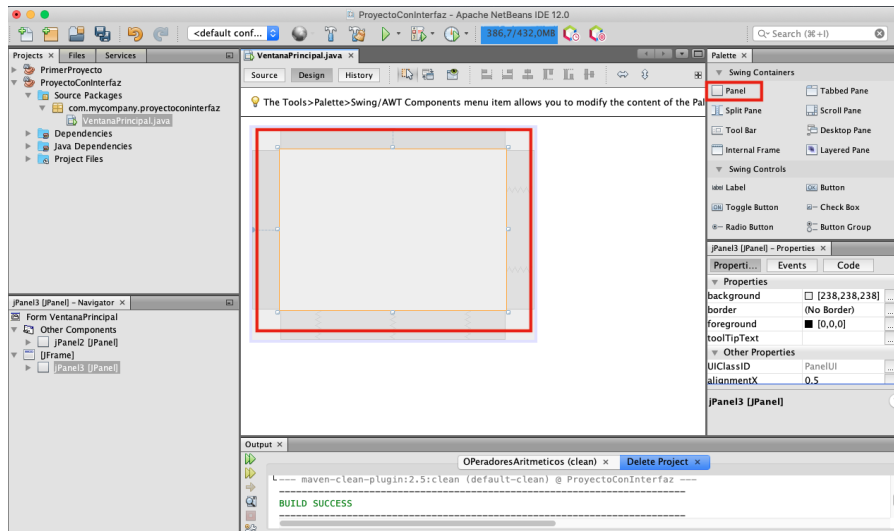 ProyectoConInterfaz - Apache NetBeans IDE 12.0
<default conf...
386,7/432,0MB
Search (⌘+I)
Projects × Files Services
PrimerProyecto
ProyectoConInterfaz
Source Packages
com.mycompany.proyectoconinterfaz
VentanaPrincipal.java
Dependencies
Java Dependencies
Project Files
jPanel3 [JPanel] - Navigator ×
Form VentanaPrincipal
Other Components
jPanel2 [JPanel]
[JFrame]
jPanel3 [JPanel]
VentanaPrincipal.java ×
Source Design History
The Tools>Palette>Swing/AWT Components menu item allows you to modify the content of the Pal
Output ×
OPeradoresAritmeticos (clean) × Delete Project ×
--- maven-clean-plugin:2.5:clean (default-clean) @ ProyectoConInterfaz ---
------------------------------------------------------------------------
BUILD SUCCESS
------------------------------------------------------------------------
Palette ×
Swing Containers
Panel Tabbed Pane
Split Pane Scroll Pane
Tool Bar Desktop Pane
Internal Frame Layered Pane
Swing Controls
label Label OK Button
ON Toggle Button Check Box
Radio Button Button Group
jPanel3 [JPanel] - Properties ×
Properti... Events Code
Properties
background [238,238,238] ...
border (No Border) ...
foreground [0,0,0] ...
toolTipText ...
Other Properties
UIClassID PanelUI ...
alignmentX 0.5
jPanel3 [JPanel]